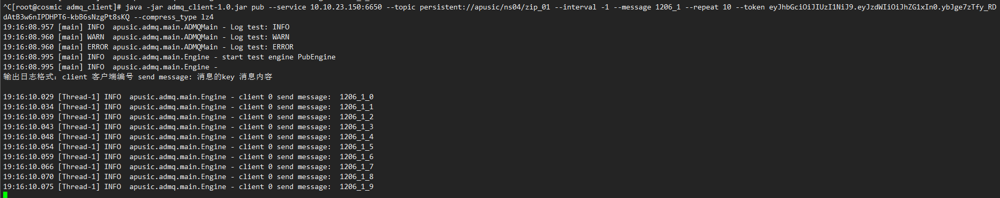 ^C[root@cosmic admq_client]# java -jar admq_client-1.0.jar pub --service 10.10.23.150:6650 --topic persistent://apusic/ns04/zip_01 --interval -1 --message 1206_1 --repeat 10 --token eyJhbGciOiJIUzI1NiJ9.eyJzdWIiOiJhZG1xIn0.ybJge7zTfy_RD
dAtB3w6nIPDHPT6-kbB6sNzgPt8sKQ --compress_type lz4
19:16:08.957 [main] INFO  apusic.admq.main.ADMQMain - Log test: INFO
19:16:08.960 [main] WARN  apusic.admq.main.ADMQMain - Log test: WARN
19:16:08.960 [main] ERROR apusic.admq.main.ADMQMain - Log test: ERROR
19:16:08.995 [main] INFO  apusic.admq.main.Engine - start test engine PubEngine
19:16:08.995 [main] INFO  apusic.admq.main.Engine -
输出日志格式: client 客户端编号 send message: 消息的key 消息内容
19:16:10.029 [Thread-1] INFO  apusic.admq.main.Engine - client 0 send message:  1206_1_0
19:16:10.034 [Thread-1] INFO  apusic.admq.main.Engine - client 0 send message:  1206_1_1
19:16:10.039 [Thread-1] INFO  apusic.admq.main.Engine - client 0 send message:  1206_1_2
19:16:10.043 [Thread-1] INFO  apusic.admq.main.Engine - client 0 send message:  1206_1_3
19:16:10.048 [Thread-1] INFO  apusic.admq.main.Engine - client 0 send message:  1206_1_4
19:16:10.054 [Thread-1] INFO  apusic.admq.main.Engine - client 0 send message:  1206_1_5
19:16:10.059 [Thread-1] INFO  apusic.admq.main.Engine - client 0 send message:  1206_1_6
19:16:10.066 [Thread-1] INFO  apusic.admq.main.Engine - client 0 send message:  1206_1_7
19:16:10.070 [Thread-1] INFO  apusic.admq.main.Engine - client 0 send message:  1206_1_8
19:16:10.075 [Thread-1] INFO  apusic.admq.main.Engine - client 0 send message:  1206_1_9